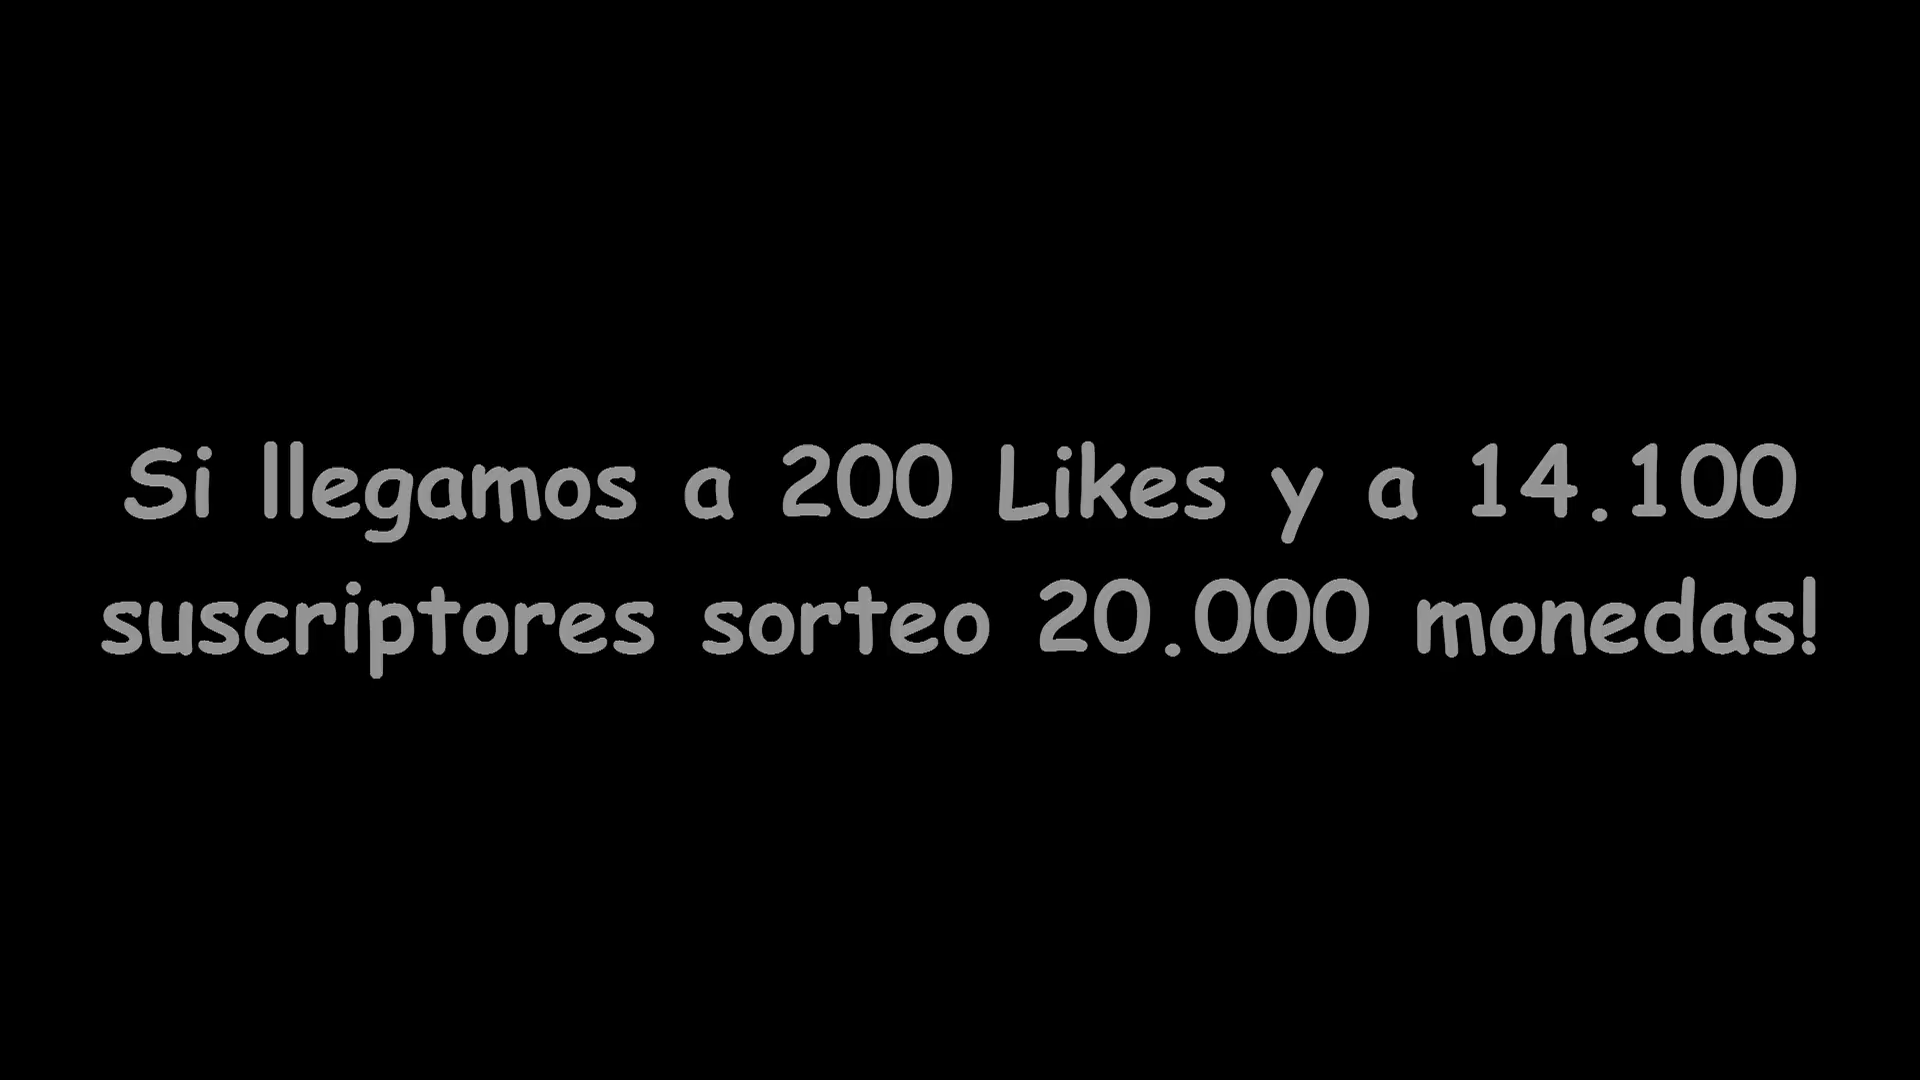 Si llegamos a 200 Likes y a 14.100
suscriptores sorteo 20.000 monedas!